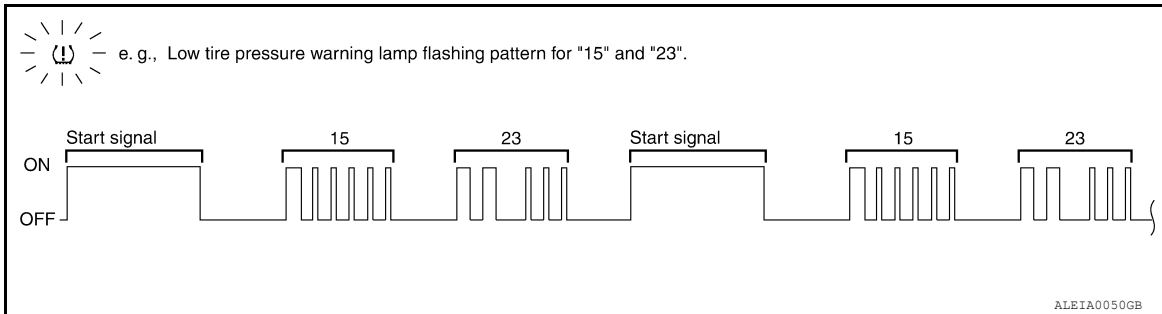 e. g., Low tire pressure warning lamp flashing pattern for "15" and "23".
Start signal 15 23 Start signal 15 23
ON
OFF
ALEIA0050GB